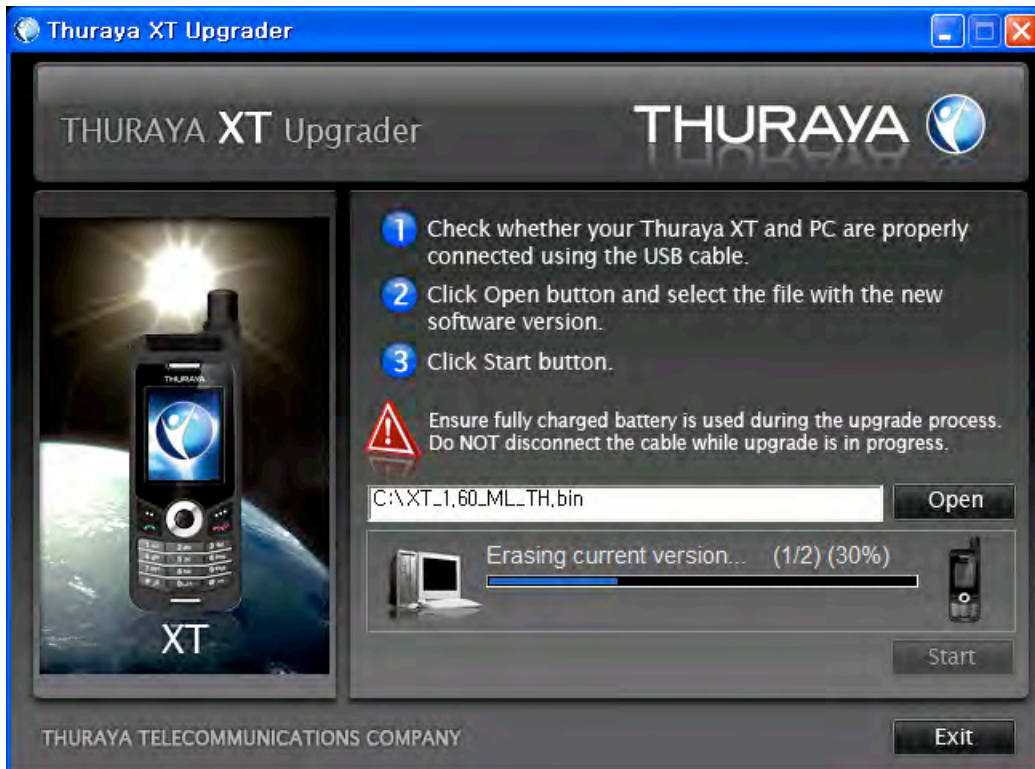 Thuraya XT Upgrader
THURAYA XT Upgrader
THURAYA
1 Check whether your Thuraya XT and PC are properly
connected using the USB cable.
2 Click Open button and select the file with the new
software version.
3 Click Start button.
Ensure fully charged battery is used during the upgrade process.
Do NOT disconnect the cable while upgrade is in progress.
C:\XT_1,60_ML_TH,bin
Open
Erasing current version... (1/2) (30%)
Start
THURAYA
XT
THURAYA TELECOMMUNICATIONS COMPANY
Exit